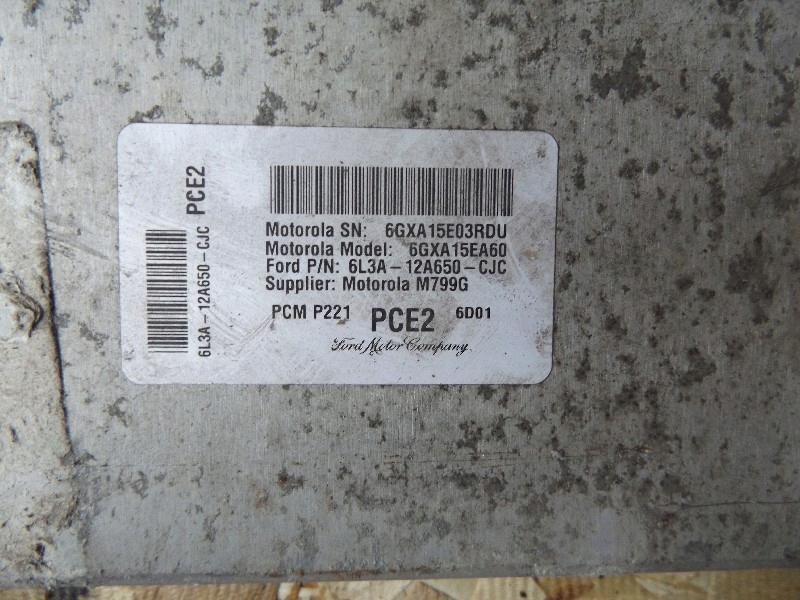 PCE2
6L3A-12A650-CJC
Motorola SN: 6GXA15E03RDU
Motorola Model: 6GXA15EA60
Ford P/N: 6L3A-12A650-CJC
Supplier: Motorola M799G
PCM P221 PCE2 6D01
Ford Motor Company